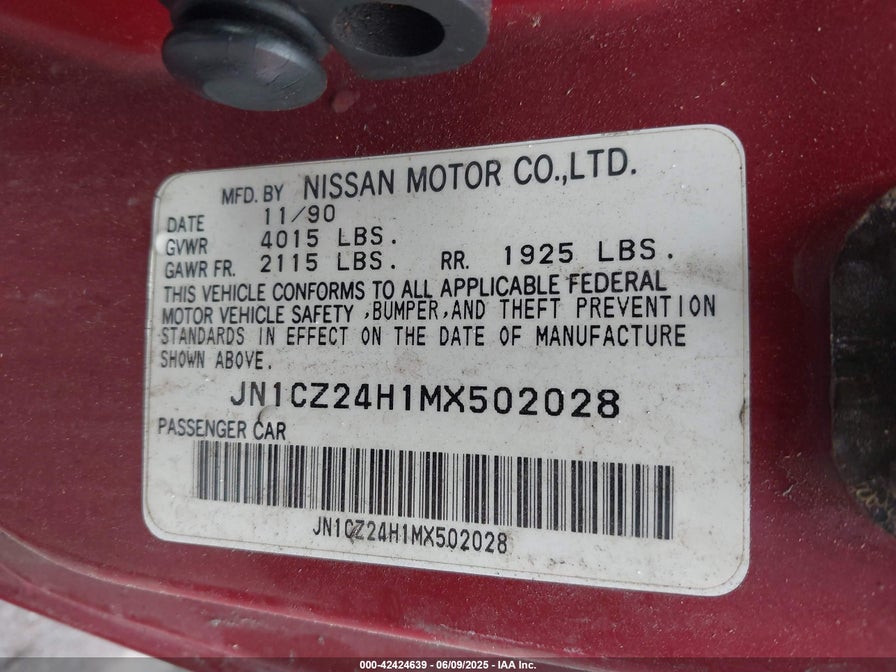 MFD. BY NISSAN MOTOR CO.,LTD.
DATE 11/90
GVWR 4015 LBS.
GAWR FR. 2115 LBS. RR. 1925 LBS.
THIS VEHICLE CONFORMS TO ALL APPLICABLE FEDERAL
MOTOR VEHICLE SAFETY ,BUMPER,AND THEFT PREVENTION
STANDARDS IN EFFECT ON THE DATE OF MANUFACTURE
SHOWN ABOVE.
JN1CZ24H1MX502028
PASSENGER CAR
JN1CZ24H1MX502028
000-42424639 - 06/09/2025 - IAA Inc.